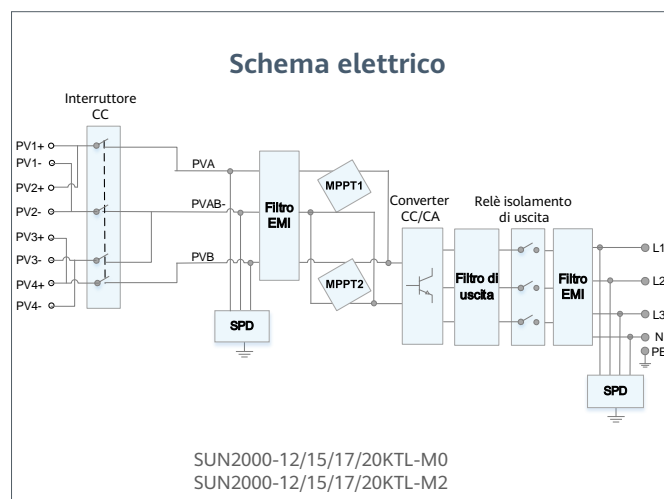 Schema elettrico
Interruttore
CC
PV1+
PV1-
PV2+
PV2-
PV3+
PV3-
PV4+
PV4-
PVA
PVAB-
PVB
SPD
Filtro
EMI
MPPT1
MPPT2
Converter
CC/CA
Filtro di
uscita
Relè isolamento
di uscita
Filtro
EMI
L1
L2
L3
N
PE
SPD
SUN2000-12/15/17/20KTL-M0
SUN2000-12/15/17/20KTL-M2